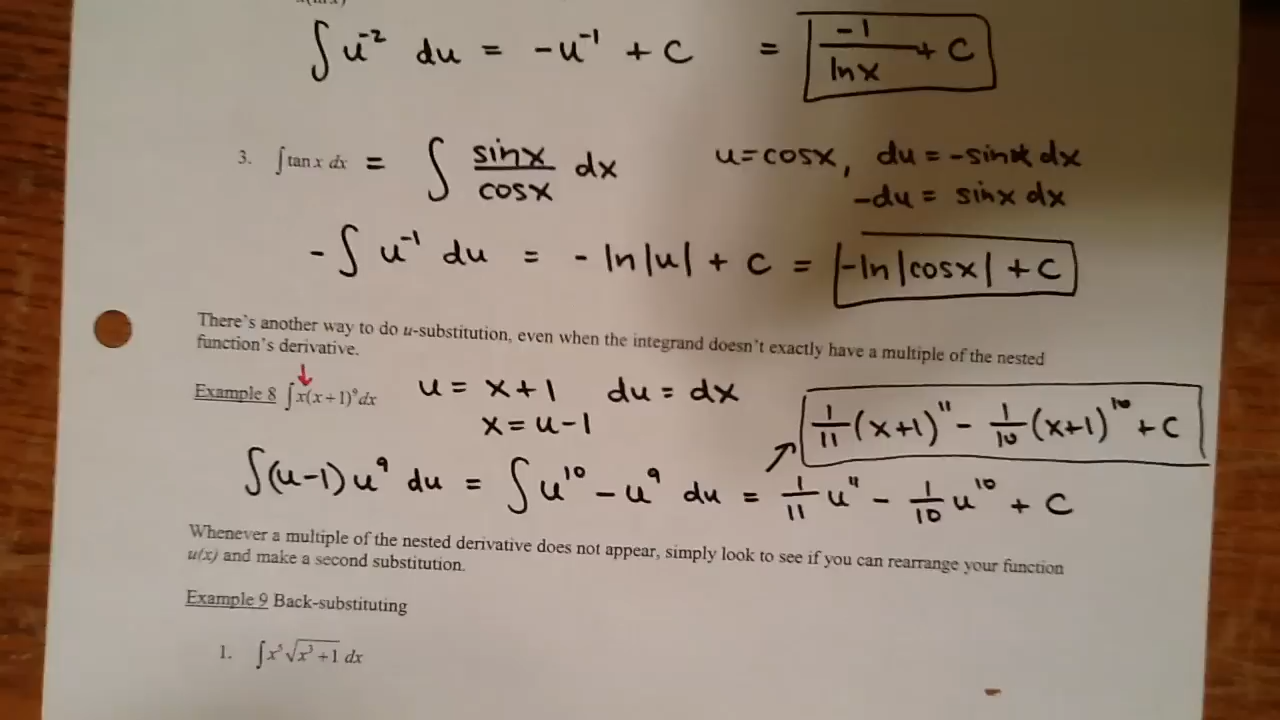 ∫ u⁻² du = -u⁻¹ + C = -1/lnx + C
3. ∫ tan x dx = ∫ sinx/cosx dx u = cosx, du = -sinx dx
-du = sinx dx
-∫ u⁻¹ du = -ln|u| + C = -ln|cosx| + C
There's another way to do u-substitution, even when the integrand doesn't exactly have a multiple of the nested
function's derivative.
Example 8 ∫ x(x+1)⁹ dx u = x+1 du = dx
x = u-1
1/11 (x+1)¹¹ - 1/10 (x+1)¹⁰ + C
∫(u-1)u⁹ du = ∫ u¹⁰ - u⁹ du = 1/11 u¹¹ - 1/10 u¹⁰ + C
Whenever a multiple of the nested derivative does not appear, simply look to see if you can rearrange your function
u(x) and make a second substitution.
Example 9 Back-substituting
1. ∫ x⁵ √(x³+1) dx